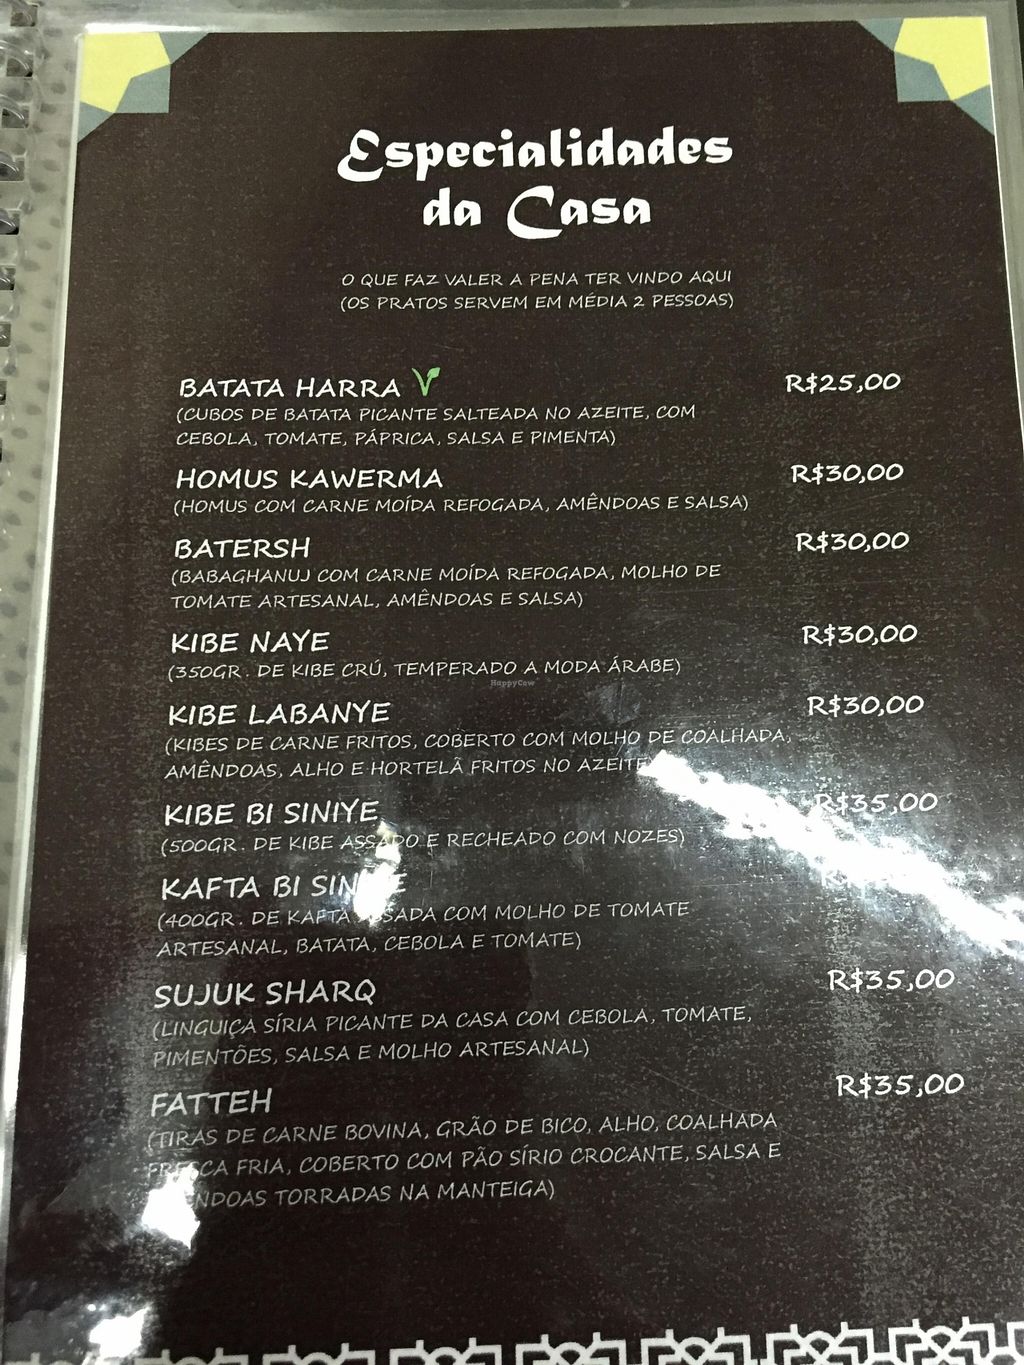 Especialidades
da Casa
O QUE FAZ VALER A PENA TER VINDO AQUI
(OS PRATOS SERVEM EM MÉDIA 2 PESSOAS)
BATATA HARRA V R$25,00
(CUBOS DE BATATA PICANTE SALTEADA NO AZEITE, COM
CEBOLA, TOMATE, PÁPRICA, SALSA E PIMENTA)
HOMUS KAWERMA R$30,00
(HOMUS COM CARNE MOÍDA REFOGADA, AMÊNDOAS E SALSA)
BATERSH R$30,00
(BABAGHANUJ COM CARNE MOÍDA REFOGADA, MOLHO DE
TOMATE ARTESANAL, AMÊNDOAS E SALSA)
KIBE NAYE R$30,00
(350GR. DE KIBE CRÚ, TEMPERADO A MODA ÁRABE)
HappyCow
KIBE LABANYE R$30,00
(KIBES DE CARNE FRITOS, COBERTO COM MOLHO DE COALHADA,
AMÊNDOAS, ALHO E HORTELÃ FRITOS NO AZEITE
KIBE BI SINIYE R$35,00
(500GR. DE KIBE ASSADO E RECHEADO COM NOZES)
KAFTA BI
(400GR. DE KAFTA ASSADA COM MOLHO DE TOMATE
ARTESANAL, BATATA, CEBOLA E TOMATE)
SUJUK SHARQ R$35,00
(LINGUIÇA SÍRIA PICANTE DA CASA COM CEBOLA, TOMATE,
PIMENTÕES, SALSA E MOLHO ARTESANAL)
FATTEH R$35,00
(TIRAS DE CARNE BOVINA, GRÃO DE BICO, ALHO, COALHADA
FRESCA FRIA, COBERTO COM PÃO SÍRIO CROCANTE, SALSA E
AMÊNDOAS TORRADAS NA MANTEIGA)